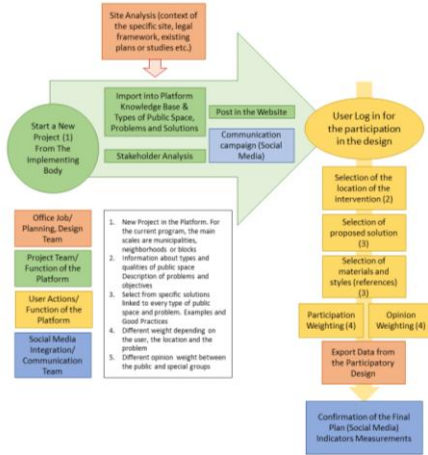 Site Analysis (context of
the specific site, legal
framework, existing
plans or studies etc.)
Import into Platform
Knowledge Base &
Types of Public Space,
Problems and Solutions
Post in the Website
Start a New
Project (1)
From The
Implementing
Body
Stakeholder Analysis
Communication
campaign (Social
Media)
User Log in for
the participation
in the design
Selection of the
location of the
intervention (2)
Selection of
proposed solution
(3)
Selection of
materials and
styles (references)
(3)
Participation
Weighting (4)
Opinion
Weighting (4)
Export Data from
the Participatory
Design
Confirmation of the Final
Plan (Social Media)
Indicators Measurements
Office Job/
Planning, Design
Team
Project Team/
Function of the
Platform
User Actions/
Function of the
Platform
Social Media
Integration/
Communication
Team
1. New Project in the Platform. For
the current program, the main
scales are municipalities,
neighborhoods or blocks
2. Information about types and
qualities of public space
Description of problems and
objectives
3. Select from specific solutions
linked to every type of public
space and problem. Examples and
Good Practices
4. Different weight depending on
the user, the location and the
problem
5. Different opinion weight between
the public and special groups